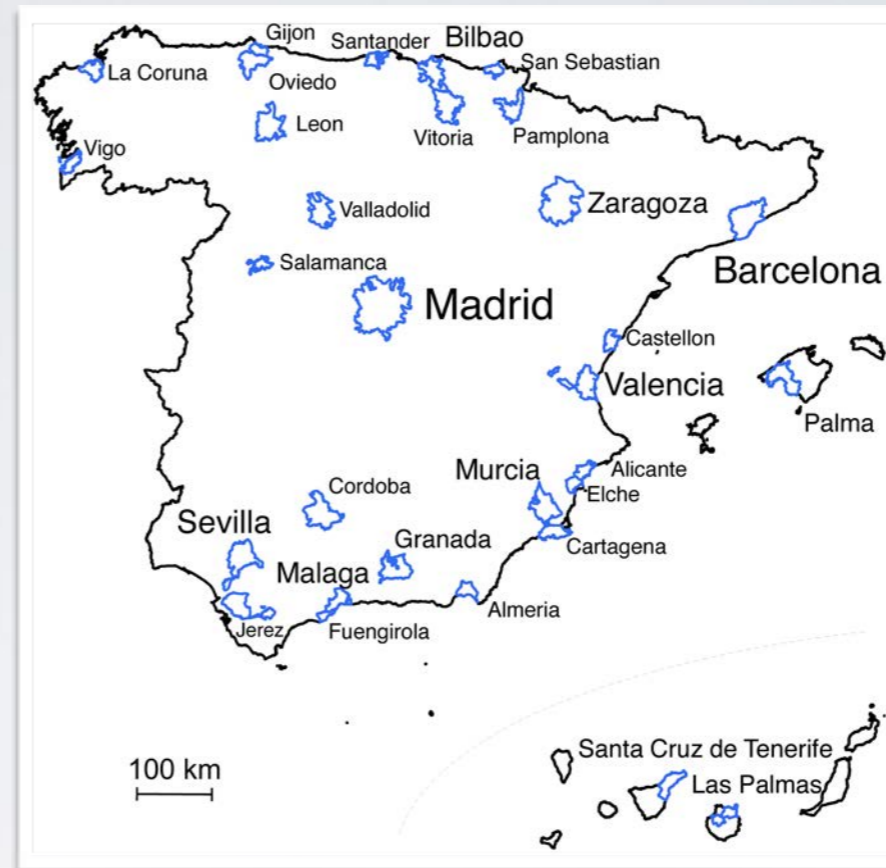 Gijon
Santander
Bilbao
La Coruna
Oviedo
San Sebastian
Leon
Vitoria
Pamplona
Vigo
Valladolid
Zaragoza
Salamanca
Barcelona
Madrid
Castellon
Valencia
Palma
Murcia
Alicante
Cordoba
Elche
Sevilla
Granada
Cartagena
Malaga
Almeria
Jerez
Fuengirola
Santa Cruz de Tenerife
100 km
Las Palmas